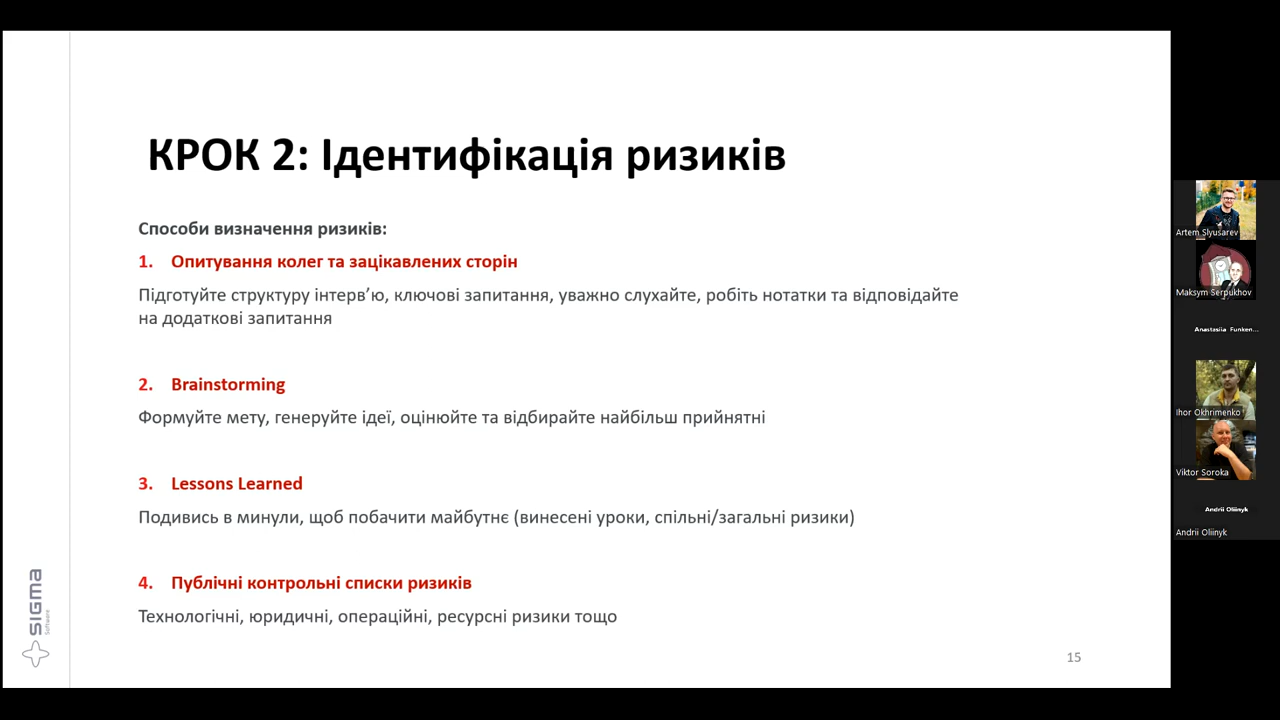 КРОК 2: Ідентифікація ризиків
Способи визначення ризиків:
1. Опитування колег та зацікавлених сторін
Підготуйте структуру інтерв’ю, ключові запитання, уважно слухайте, робіть нотатки та відповідайте
на додаткові запитання
2. Brainstorming
Формуйте мету, генеруйте ідеї, оцінюйте та відбирайте найбільш прийнятні
3. Lessons Learned
Подивись в минули, щоб побачити майбутнє (винесені уроки, спільні/загальні ризики)
4. Публічні контрольні списки ризиків
Технологічні, юридичні, операційні, ресурсні ризики тощо
15
SIGMA
Software
Artem Slyusarev
Maksym Serpukhov
Anastasiia Funken...
Ihor Okhrimenko
Viktor Soroka
Andrii Oliinyk
Andrii Oliinyk